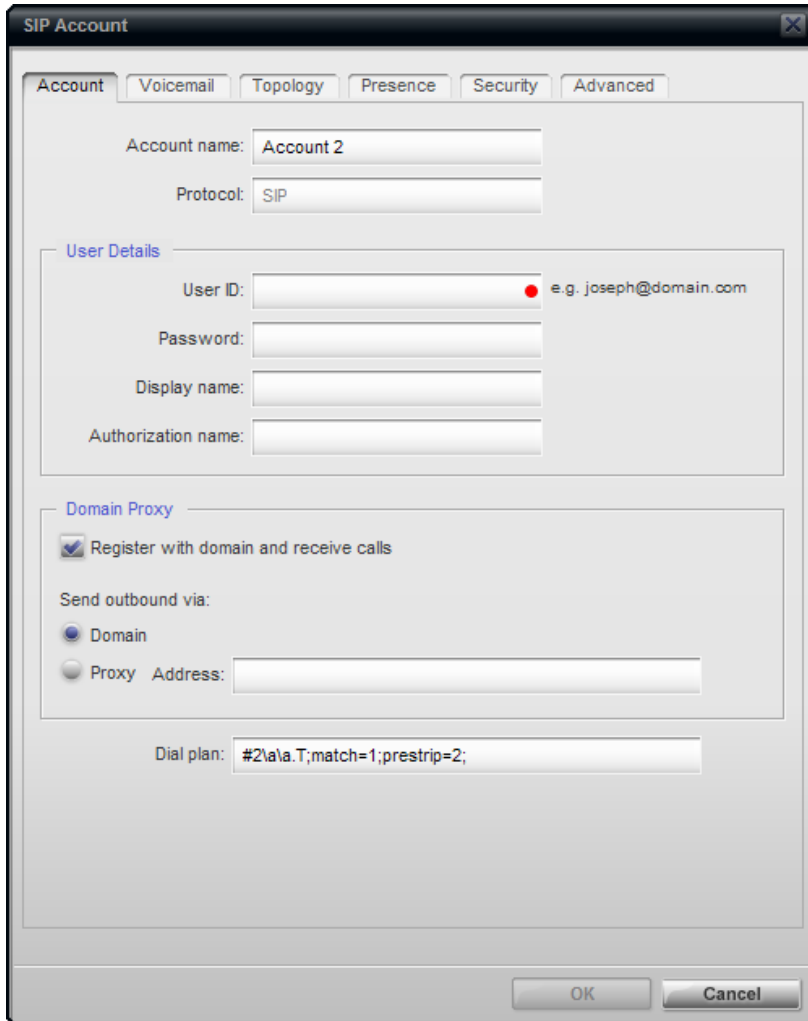 SIP Account
Account Voicemail Topology Presence Security Advanced
Account name: Account 2
Protocol: SIP
User Details
User ID: e.g. joseph@domain.com
Password:
Display name:
Authorization name:
Domain Proxy
Register with domain and receive calls
Send outbound via:
Domain
Proxy Address:
Dial plan: #2\a\a.T;match=1;prestrip=2;
OK Cancel